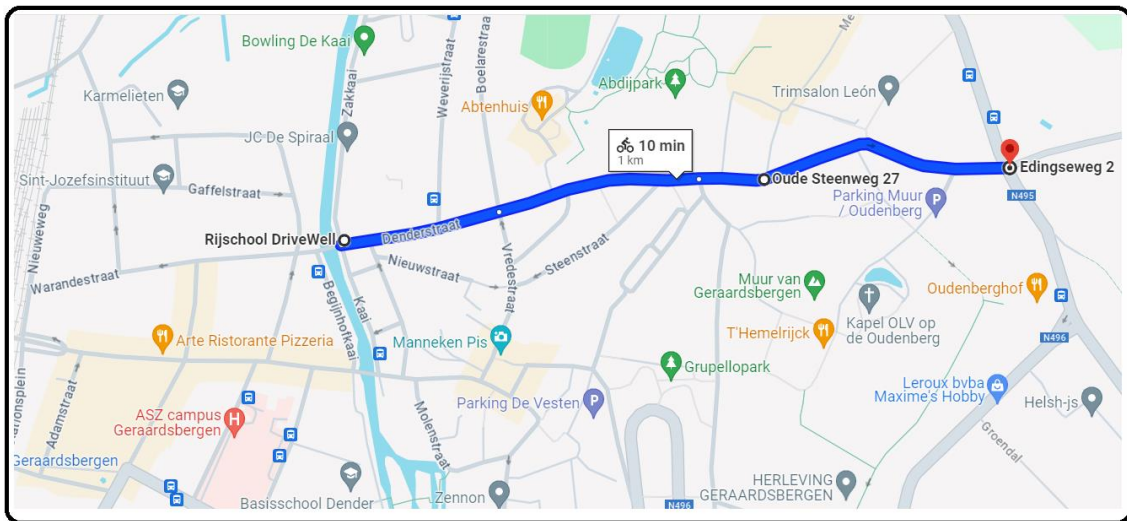 Bowling De Kaai
Zakkaai
Weverijstraat
Boelarestraat
Abdijpark
Me
Karmelieten
Abtenhuis
Trimsalon León
JC De Spiraal
10 min
1 km
Sint-Jozefsinstituut
Gaffelstraat
Oude Steenweg 27
Edingseweg 2
N495
Parking Muur
/ Oudenberg
Nieuweweg
Rijschool DriveWell
Denderstraat
Warandestraat
Nieuwstraat
Vredestraat
Steenstraat
Muur van
Geraardsbergen
Oudenberghof
Kaai
Begijnhofkaai
Kapel OLV op
de Oudenberg
T'Hemelrijck
Arte Ristorante Pizzeria
Manneken Pis
N496
Grupellopark
ationsplein
Adamstraat
Leroux bvba
Maxime's Hobby
Helsh-js
Parking De Vesten
ASZ campus
Geraardsbergen
Molenstraat
Groendal
Geraardsbergen
HERLEVING
GERAARDSBERGEN
Basisschool Dender
Zennon
N496